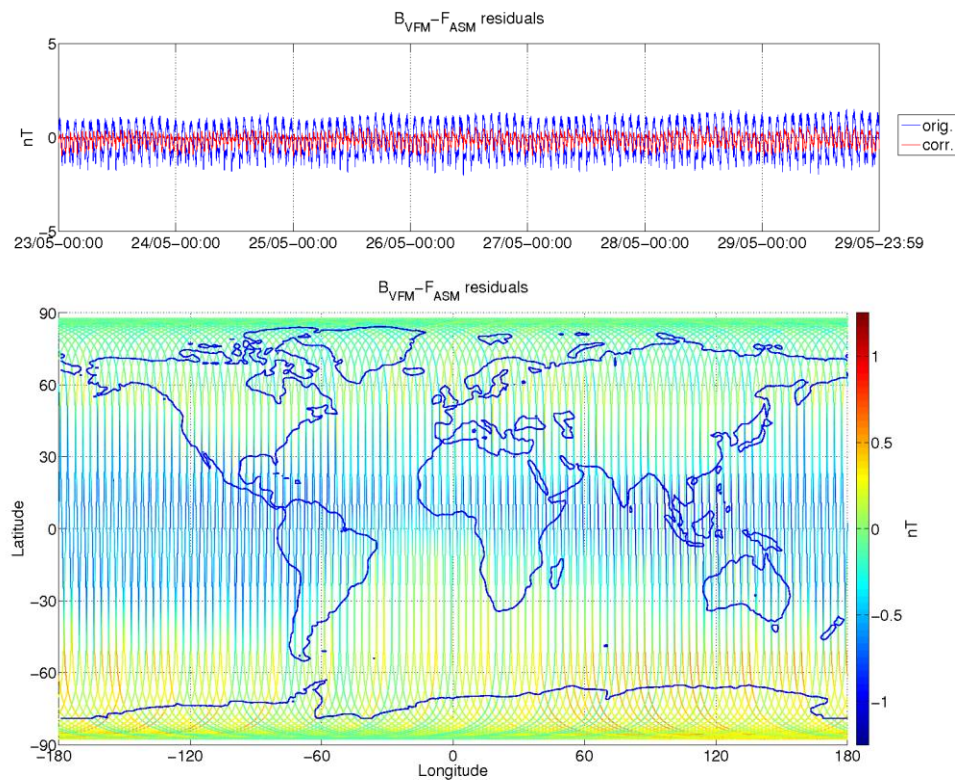 B_VFM−F_ASM residuals
5
0
−5
nT
23/05−00:00 24/05−00:00 25/05−00:00 26/05−00:00 27/05−00:00 28/05−00:00 29/05−00:00 29/05−23:59
orig.
corr.
B_VFM−F_ASM residuals
90
60
30
0
−30
−60
−90
Latitude
−180 −120 −60 0 60 120 180
Longitude
1
0.5
0
−0.5
−1
nT